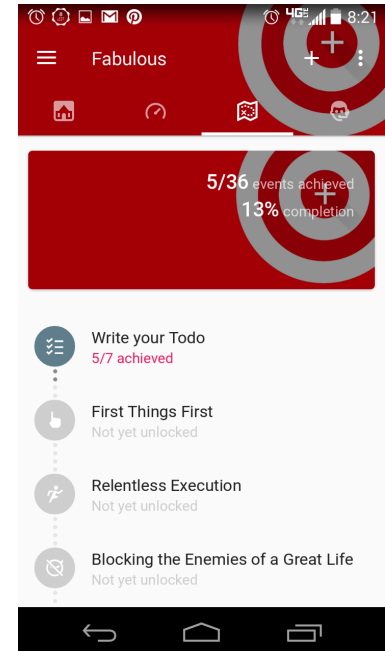 4G 8:21
Fabulous
5/36 events achieved
13% completion
Write your Todo
5/7 achieved
First Things First
Not yet unlocked
Relentless Execution
Not yet unlocked
Blocking the Enemies of a Great Life
Not yet unlocked